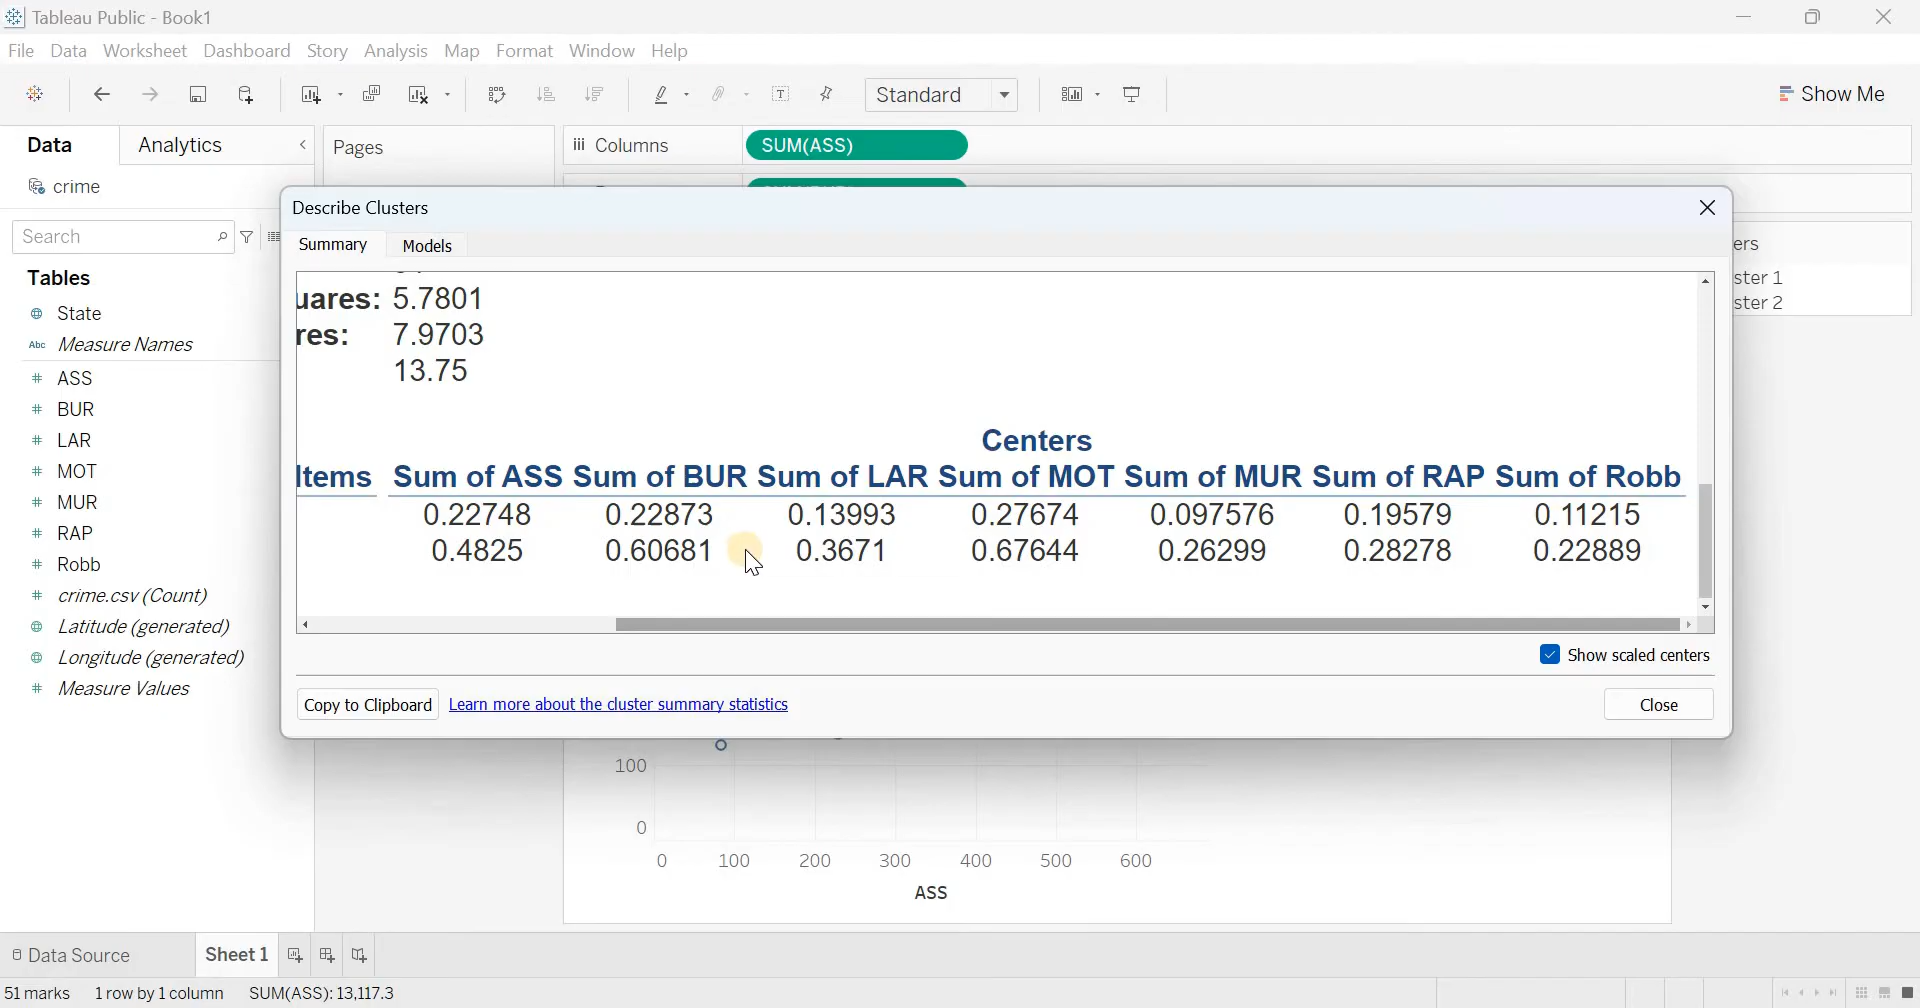 Tableau Public - Book1
File Data Worksheet Dashboard Story Analysis Map Format Window Help
Standard
Show Me
Data Analytics
Pages
Columns SUM(ASS)
crime
Describe Clusters
Summary Models
Search
Tables
State
Abc Measure Names
ASS
BUR
LAR
MOT
MUR
RAP
Robb
crime.csv (Count)
Latitude (generated)
Longitude (generated)
Measure Values
uares: 5.7801
res: 7.9703
13.75
Centers
Items Sum of ASS Sum of BUR Sum of LAR Sum of MOT Sum of MUR Sum of RAP Sum of Robb
0.22748 0.22873 0.13993 0.27674 0.097576 0.19579 0.11215
0.4825 0.60681 0.3671 0.67644 0.26299 0.28278 0.22889
Show scaled centers
Copy to Clipboard Learn more about the cluster summary statistics Close
ers
ster 1
ster 2
100
0
0 100 200 300 400 500 600
ASS
Data Source Sheet 1
51 marks 1 row by 1 column SUM(ASS): 13,117.3